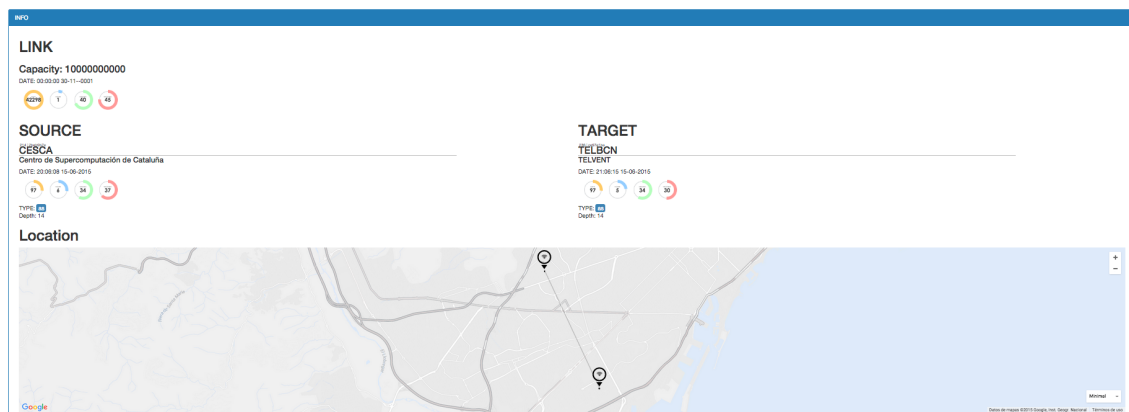 INFO
LINK
Capacity: 10000000000
DATE: 00:00:00 30-11--0001
42298 1 40 45
SOURCE
CESCA
Centro de Supercomputación de Cataluña
DATE: 20:06:08 15-06-2015
97 6 34 37
TYPE:
Depth: 14
TARGET
TELBCN
TELVENT
DATE: 21:06:15 15-06-2015
97 5 34 30
TYPE:
Depth: 14
Location
+
−
Minimal
Google
Datos de mapas ©2015 Google, Inst. Geogr. Nacional Términos de uso